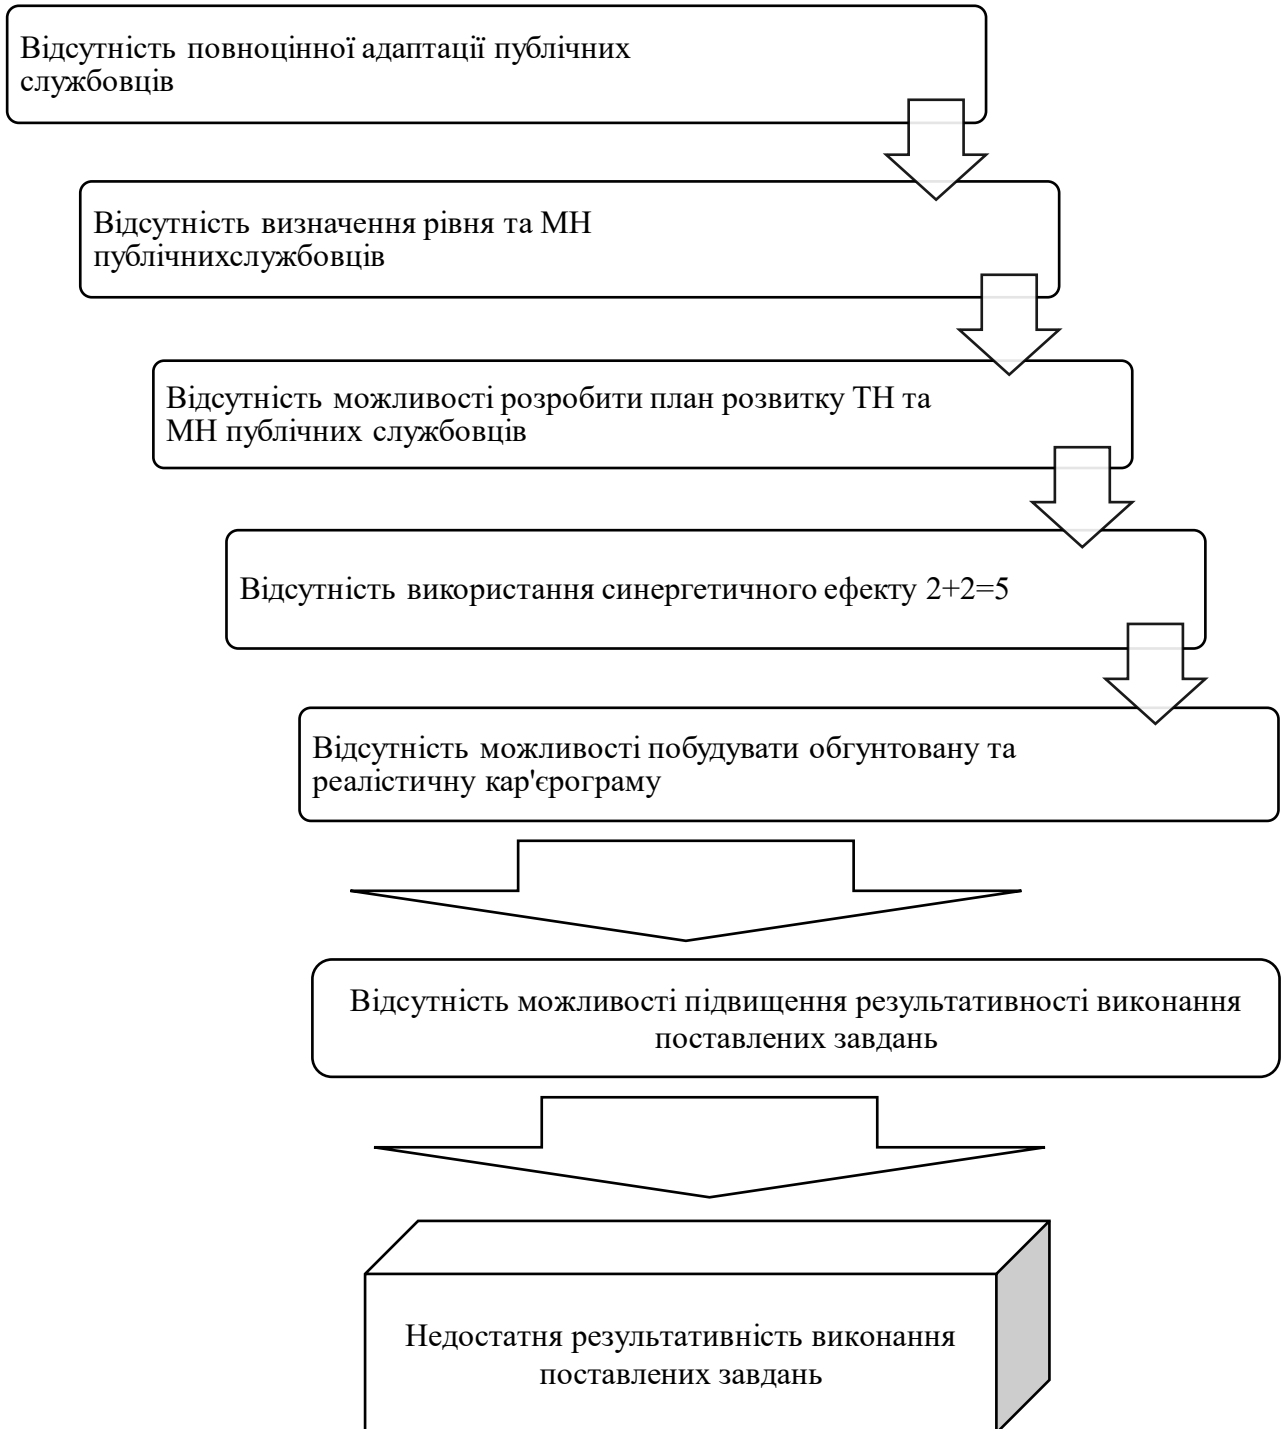 Відсутність повноцінної адаптації публічних
службовців
Відсутність визначення рівня та МН
публічнихслужбовців
Відсутність можливості розробити план розвитку ТН та
МН публічних службовців
Відсутність використання синергетичного ефекту 2+2=5
Відсутність можливості побудувати обгунтовану та
реалістичну кар'єрограму
Відсутність можливості підвищення результативності виконання
поставлених завдань
Недостатня результативність виконання
поставлених завдань